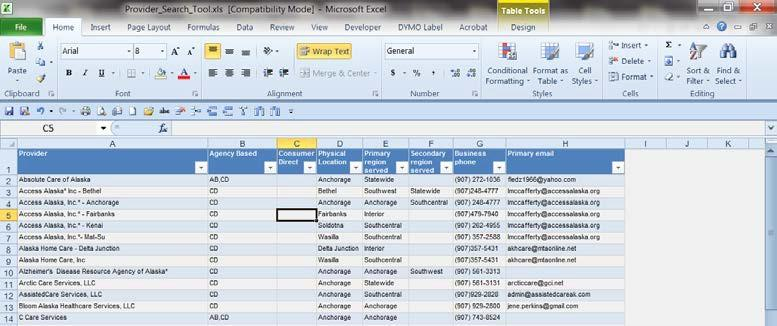 Provider_Search_Tool.xls [Compatibility Mode] - Microsoft Excel
Table Tools
File Home Insert Page Layout Formulas Data Review View Developer DYMO Label Acrobat Design
Arial 8 Wrap Text General Insert
Paste Merge & Center Conditional Formatting Format as Table Cell Styles Delete Sort & Filter Find & Select
B I U $ % , Format
Clipboard Font Alignment Number Styles Cells Editing
C5 fx
A B C D E F G H I J K
1 Provider Agency Based Consumer Direct Physical Location Primary region served Secondary region served Business phone Primary email
2 Absolute Care of Alaska AB,CD Anchorage Statewide (907) 272-1036 fledz1966@yahoo.com
3 Access Alaska* Inc - Bethel CD Bethel Southwest Statewide (907)248-4777 lmccafferty@accessalaska.org
4 Access Alaska, Inc.* - Anchorage CD Anchorage Anchorage Southcentral (907) 248-4777 lmccafferty@accessalaska.org
5 Access Alaska, Inc.* - Fairbanks CD Fairbanks Interior (907)479-7940 lmccafferty@accessalaska.org
6 Access Alaska, Inc.* - Kenai CD Soldotna Southcentral (907) 262-4955 lmccafferty@accessalaska.org
7 Access Alaska, Inc.*- Mat-Su CD Wasilla Southcentral (907) 357-2588 lmccafferty@accessalaska.org
8 Alaska Home Care - Delta Junction CD Delta Junction Interior (907)357-5431 akhcare@mtaonline.net
9 Alaska Home Care, Inc CD Wasilla Southcentral (907)357-5431 akhcare@mtaonline.net
10 Alzheimer's Disease Resource Agency of Alaska* CD Anchorage Anchorage Southwest (907) 561-3313
11 Arctic Care Services, LLC CD Anchorage Statewide (907) 561-3131 arcticcare@gci.net
12 AssistedCare Services, LLC CD Anchorage Southcentral (907)929-2828 admin@assistedcareak.com
13 Bloom Alaska Healthcare Services, LLC CD Anchorage Anchorage (907) 929-2800 jene.perkins@gmail.com
14 C Care Services AB,CD Anchorage Anchorage (907) 743-8524